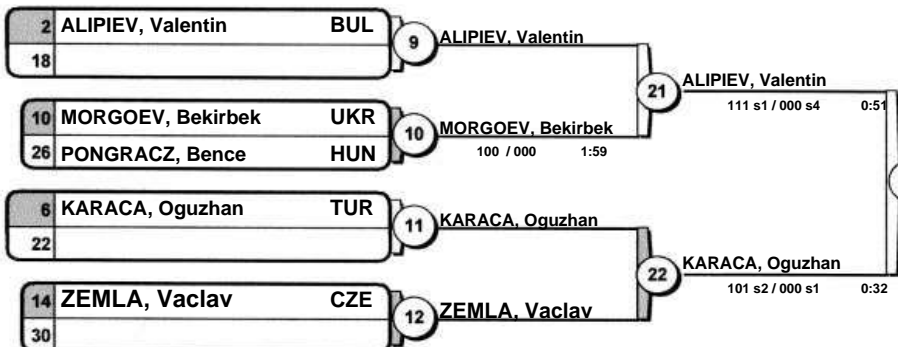 2 ALIPIEV, Valentin BUL
18
9 ALIPIEV, Valentin
10 MORGOEV, Bekirbek UKR
26 PONGRACZ, Bence HUN
10 MORGOEV, Bekirbek
100 / 000 1:59
21 ALIPIEV, Valentin
111 s1 / 000 s4 0:51
6 KARACA, Oguzhan TUR
22
11 KARACA, Oguzhan
14 ZEMLA, Vaclav CZE
30
12 ZEMLA, Vaclav
22 KARACA, Oguzhan
101 s2 / 000 s1 0:32